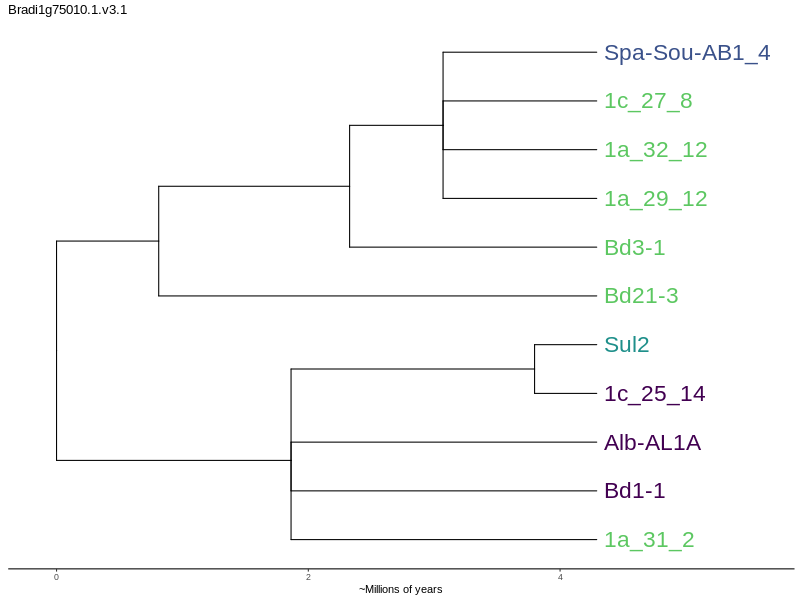 Bradi1g75010.1.v3.1
Spa-Sou-AB1_4
1c_27_8
1a_32_12
1a_29_12
Bd3-1
Bd21-3
Sul2
1c_25_14
Alb-AL1A
Bd1-1
1a_31_2
0 2 4
~Millions of years